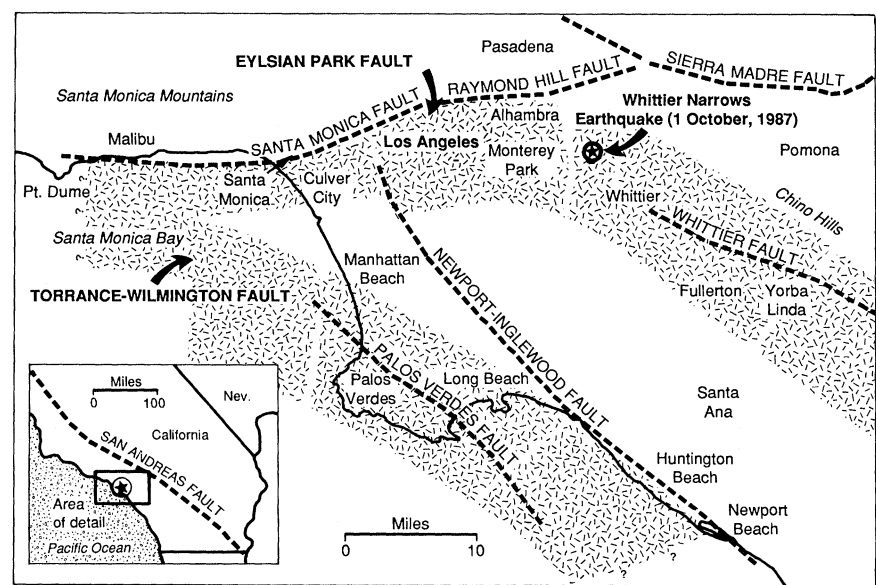 Pasadena
EYLSIAN PARK FAULT
SIERRA MADRE FAULT
RAYMOND HILL FAULT
Santa Monica Mountains
SANTA MONICA FAULT
Whittier Narrows
Earthquake (1 October, 1987)
Alhambra
Malibu
Los Angeles
Monterey
Park
Pomona
Pt. Dume
Santa
Monica
Culver
City
Whittier
Chino Hills
?
Santa Monica Bay
WHITTIER FAULT
?
Manhattan
Beach
NEWPORT-INGLEWOOD FAULT
TORRANCE-WILMINGTON FAULT
Fullerton
Yorba
Linda
PALOS VERDES FAULT
Palos
Verdes
Long Beach
Santa
Ana
Miles
0 100
Nev.
California
SAN ANDREAS FAULT
Huntington
Beach
Area
of detail
Pacific Ocean
Newport
Beach
Miles
0 10
?
?